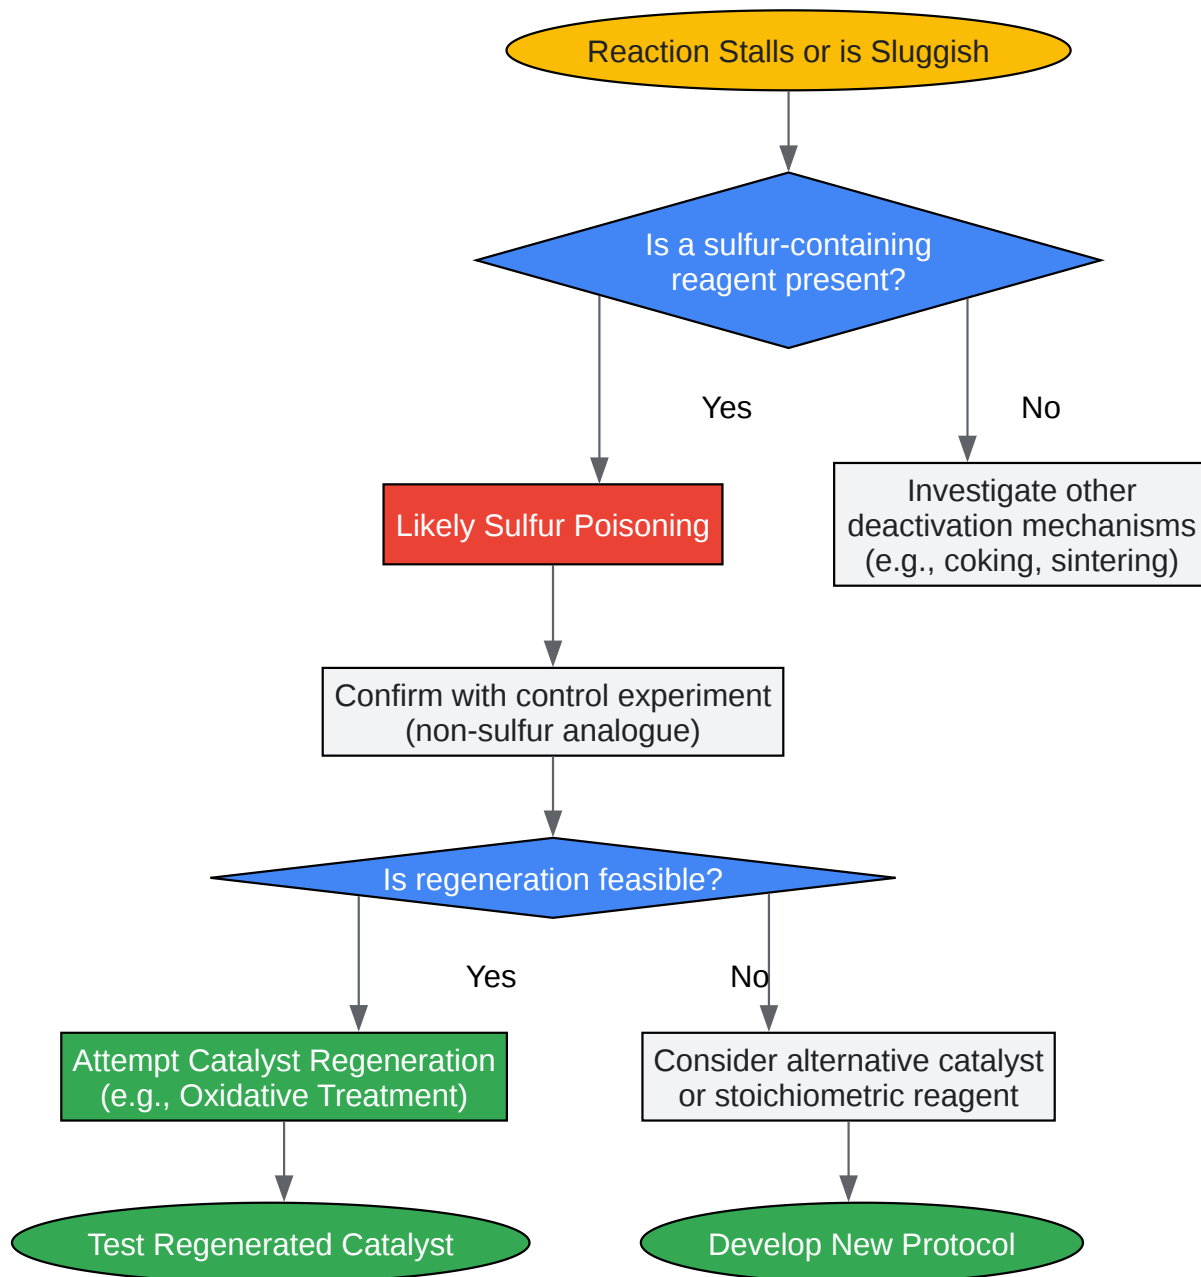 Reaction Stalls or is Sluggish
Is a sulfur-containing
reagent present?
Yes
No
Likely Sulfur Poisoning
Investigate other
deactivation mechanisms
(e.g., coking, sintering)
Confirm with control experiment
(non-sulfur analogue)
Is regeneration feasible?
Yes
No
Attempt Catalyst Regeneration
(e.g., Oxidative Treatment)
Consider alternative catalyst
or stoichiometric reagent
Test Regenerated Catalyst
Develop New Protocol